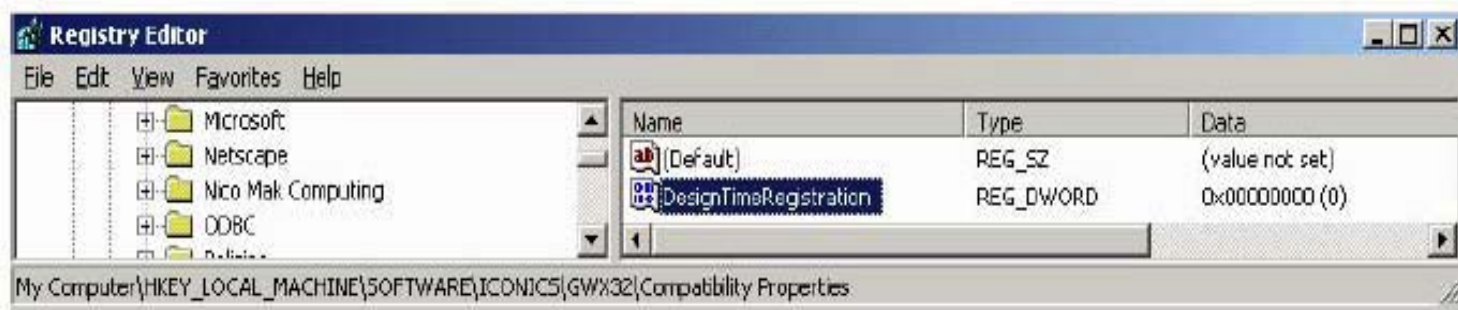 Registry Editor
File Edit View Favorites Help
Microsoft
Netscape
Nico Mak Computing
ODBC
Policies
Name Type Data
(Default) REG_SZ (value not set)
DesignTimeRegistration REG_DWORD 0x00000000 (0)
My Computer\HKEY_LOCAL_MACHINE\SOFTWARE\ICONICS\GWX32\Compatibility Properties